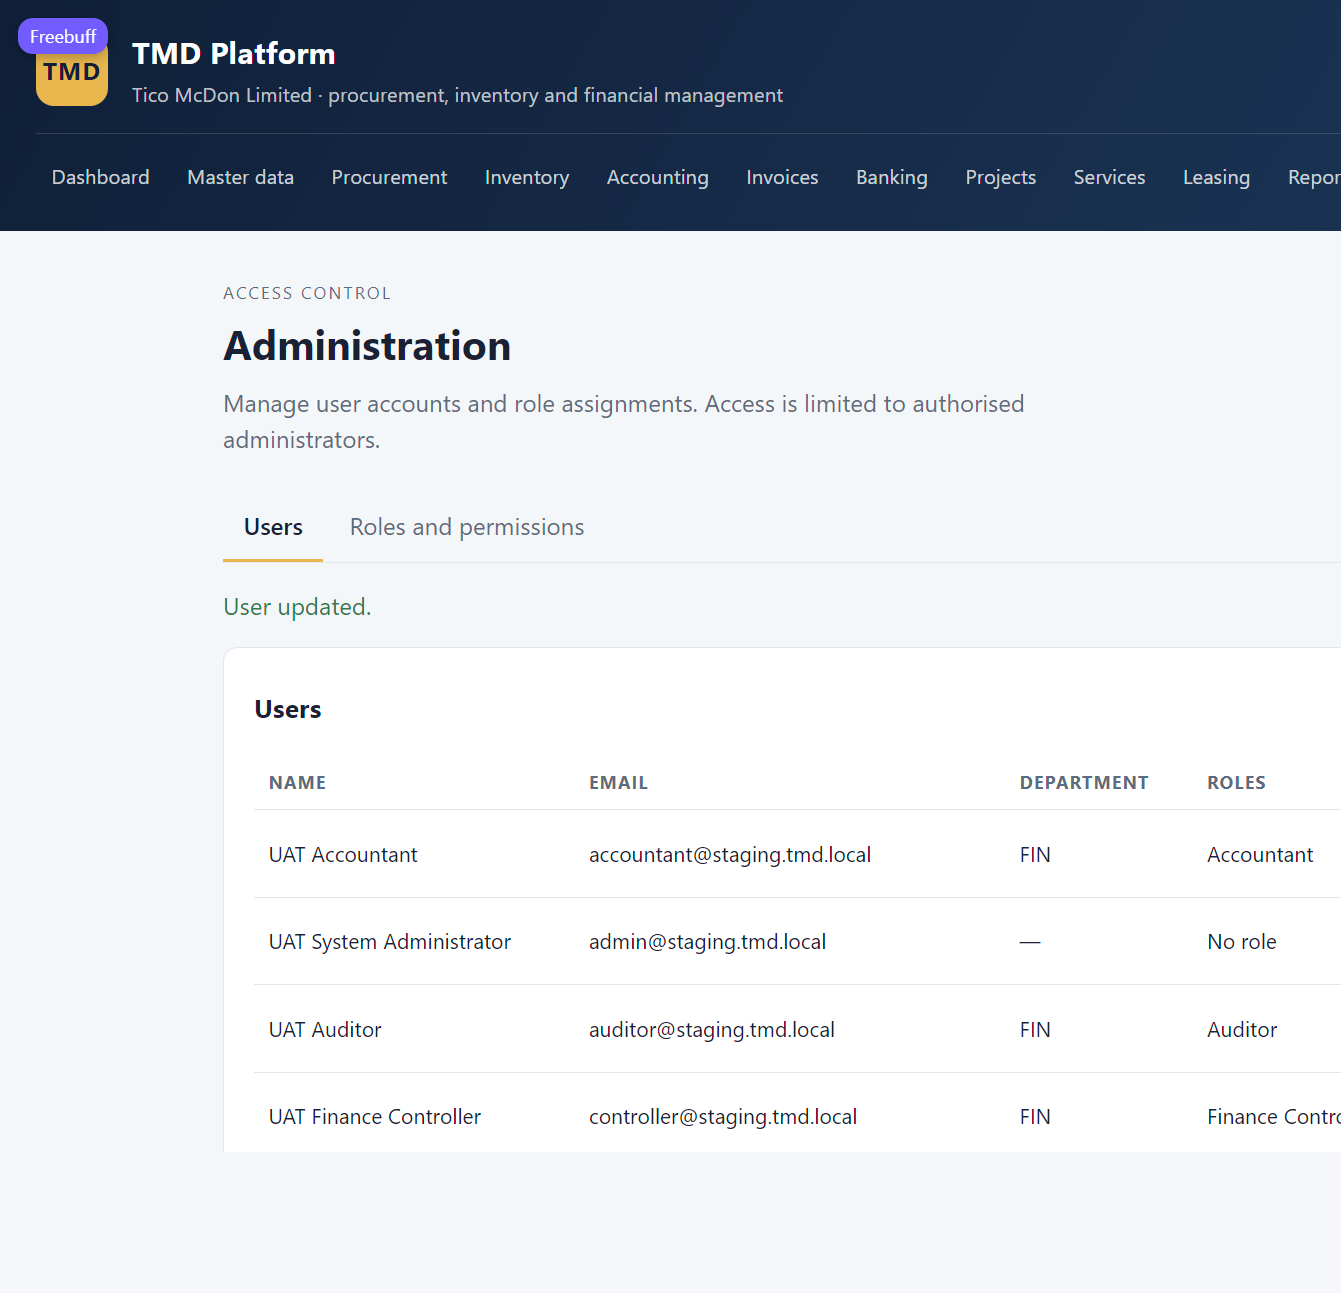 Freebuff
TMD
TMD Platform
Tico McDon Limited · procurement, inventory and financial management
Dashboard Master data Procurement Inventory Accounting Invoices Banking Projects Services Leasing Repor
ACCESS CONTROL
Administration
Manage user accounts and role assignments. Access is limited to authorised
administrators.
Users Roles and permissions
User updated.
Users
NAME EMAIL DEPARTMENT ROLES
UAT Accountant accountant@staging.tmd.local FIN Accountant
UAT System Administrator admin@staging.tmd.local — No role
UAT Auditor auditor@staging.tmd.local FIN Auditor
UAT Finance Controller controller@staging.tmd.local FIN Finance Contro